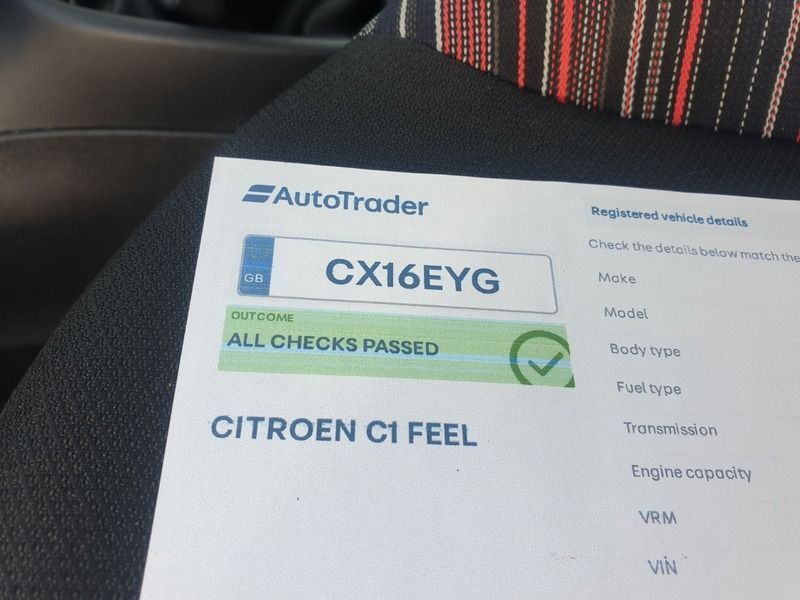 AutoTrader
GB
CX16EYG
OUTCOME
ALL CHECKS PASSED
CITROEN C1 FEEL
Registered vehicle details
Check the details below match the
Make
Model
Body type
Fuel type
Transmission
Engine capacity
VRM
VIN